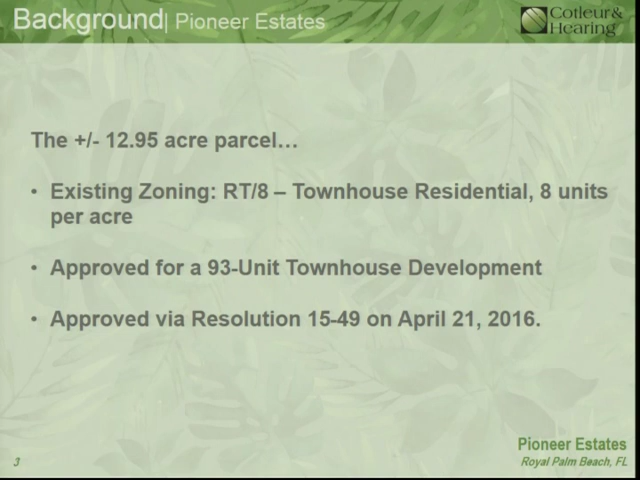 Background| Pioneer Estates
Cotleur&
Hearing
The +/- 12.95 acre parcel…
• Existing Zoning: RT/8 – Townhouse Residential, 8 units
per acre
• Approved for a 93-Unit Townhouse Development
• Approved via Resolution 15-49 on April 21, 2016.
Pioneer Estates
3
Royal Palm Beach, FL